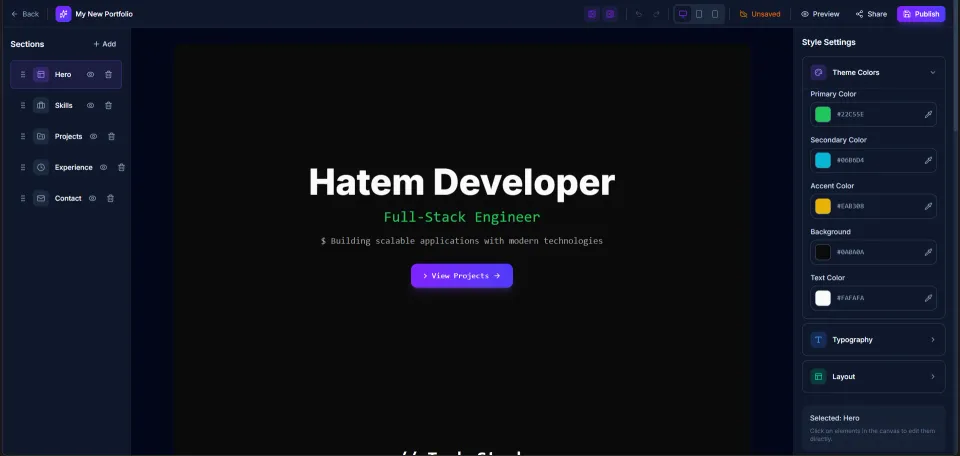 Back
My New Portfolio
Unsaved
Preview
Share
Publish
Sections
Add
Hero
Skills
Projects
Experience
Contact
Hatem Developer
Full-Stack Engineer
$ Building scalable applications with modern technologies
> View Projects →
// Tech Stack
Style Settings
Theme Colors
Primary Color
#22C55E
Secondary Color
#06B6D4
Accent Color
#EAB308
Background
#0A0A0A
Text Color
#FAFAFA
Typography
Layout
Selected: Hero
Click on elements in the canvas to edit them
directly.